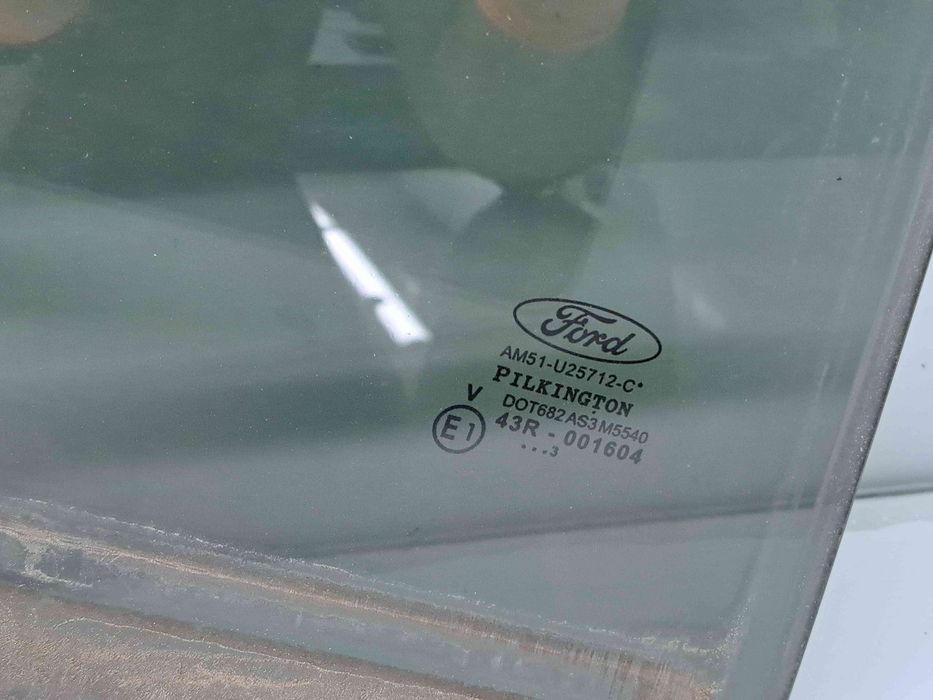 Ford
AM51-U25712-C•
PILKINGTON
V
DOT682 AS3 M5540
E1 43R - 001604
...3